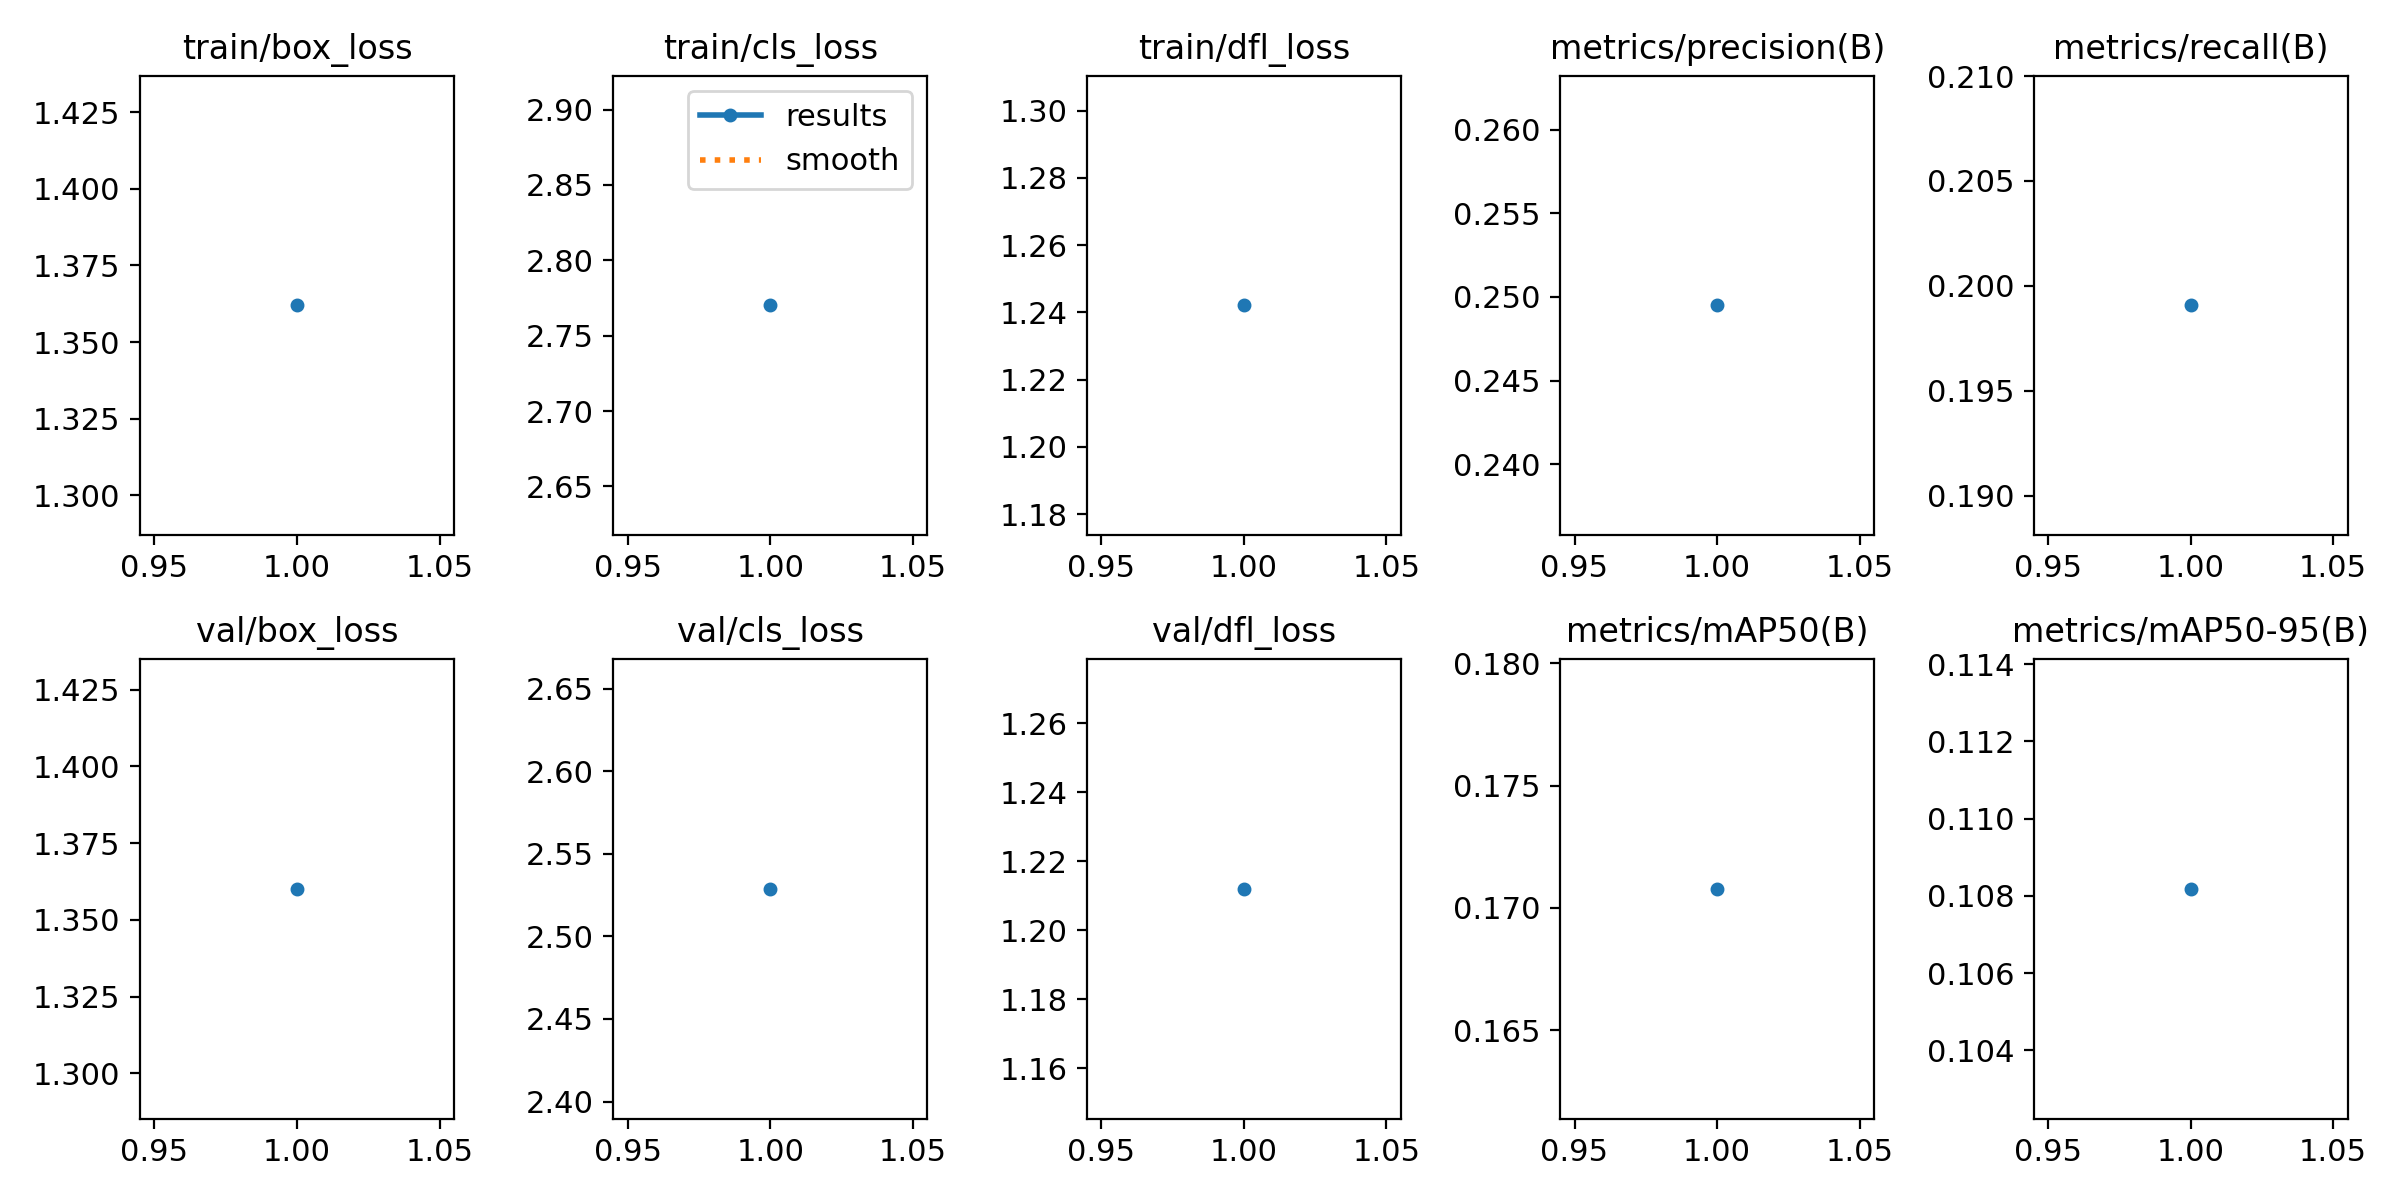 train/box_loss
1.425
1.400
1.375
1.350
1.325
1.300
0.95 1.00 1.05
train/cls_loss
2.90
2.85
2.80
2.75
2.70
2.65
results
smooth
0.95 1.00 1.05
train/dfl_loss
1.30
1.28
1.26
1.24
1.22
1.20
1.18
0.95 1.00 1.05
metrics/precision(B)
0.260
0.255
0.250
0.245
0.240
0.95 1.00 1.05
metrics/recall(B)
0.210
0.205
0.200
0.195
0.190
0.95 1.00 1.05
val/box_loss
1.425
1.400
1.375
1.350
1.325
1.300
0.95 1.00 1.05
val/cls_loss
2.65
2.60
2.55
2.50
2.45
2.40
0.95 1.00 1.05
val/dfl_loss
1.26
1.24
1.22
1.20
1.18
1.16
0.95 1.00 1.05
metrics/mAP50(B)
0.180
0.175
0.170
0.165
0.95 1.00 1.05
metrics/mAP50-95(B)
0.114
0.112
0.110
0.108
0.106
0.104
0.95 1.00 1.05